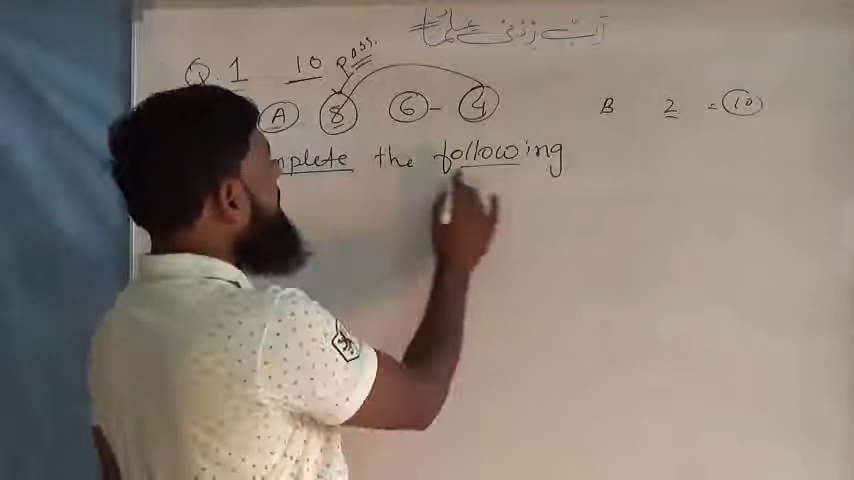 رَبِّ زِدْنِیْ عِلْمًا
Q.1 10 Pass.
A 8 6 - 4 B 2 = 10
mplete the following